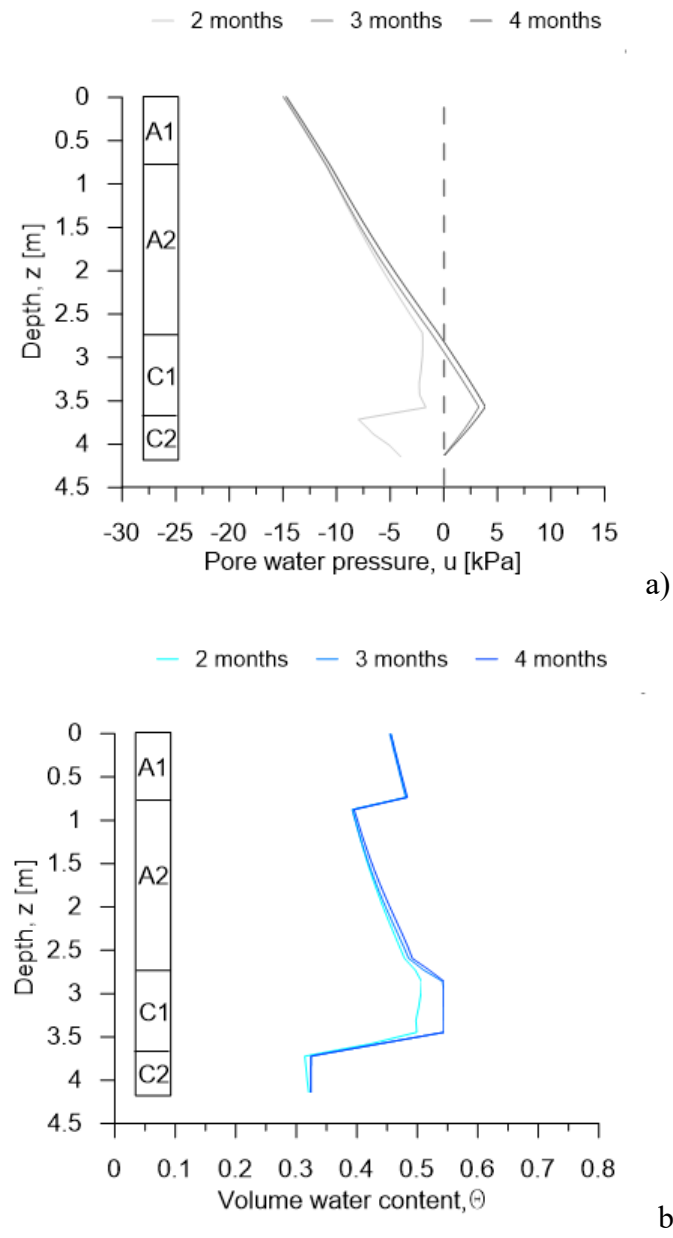 2 months 3 months 4 months
0
0.5
1
1.5
2
2.5
3
3.5
4
4.5
Depth, z [m]
A1
A2
C1
C2
-30 -25 -20 -15 -10 -5 0 5 10 15
Pore water pressure, u [kPa]
a)
2 months 3 months 4 months
0
0.5
1
1.5
2
2.5
3
3.5
4
4.5
Depth, z [m]
A1
A2
C1
C2
0 0.1 0.2 0.3 0.4 0.5 0.6 0.7 0.8
Volume water content,Θ
b